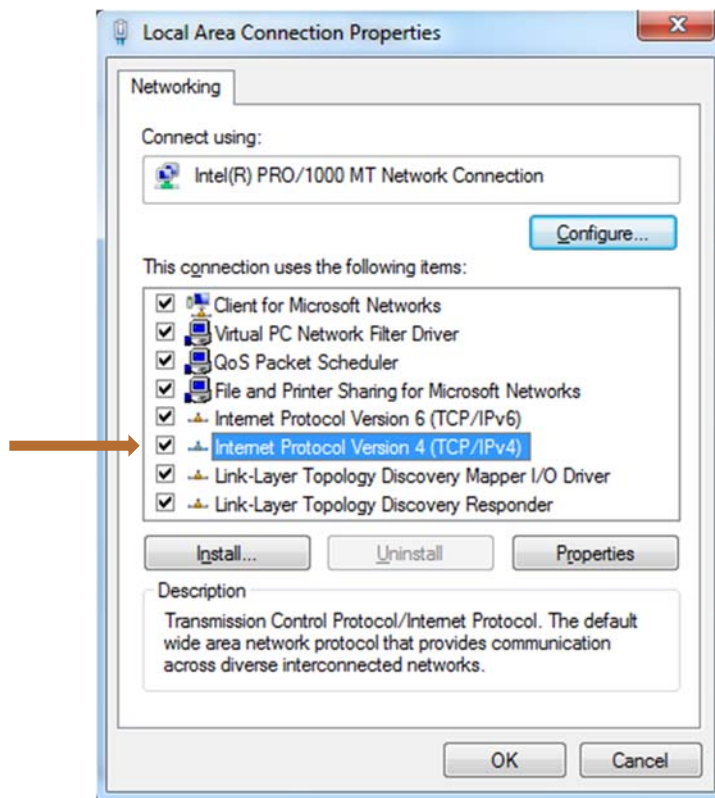 Local Area Connection Properties
Networking
Connect using:
Intel(R) PRO/1000 MT Network Connection
Configure...
This connection uses the following items:
Client for Microsoft Networks
Virtual PC Network Filter Driver
QoS Packet Scheduler
File and Printer Sharing for Microsoft Networks
Internet Protocol Version 6 (TCP/IPv6)
Internet Protocol Version 4 (TCP/IPv4)
Link-Layer Topology Discovery Mapper I/O Driver
Link-Layer Topology Discovery Responder
Install... Uninstall Properties
Description
Transmission Control Protocol/Internet Protocol. The default
wide area network protocol that provides communication
across diverse interconnected networks.
OK Cancel